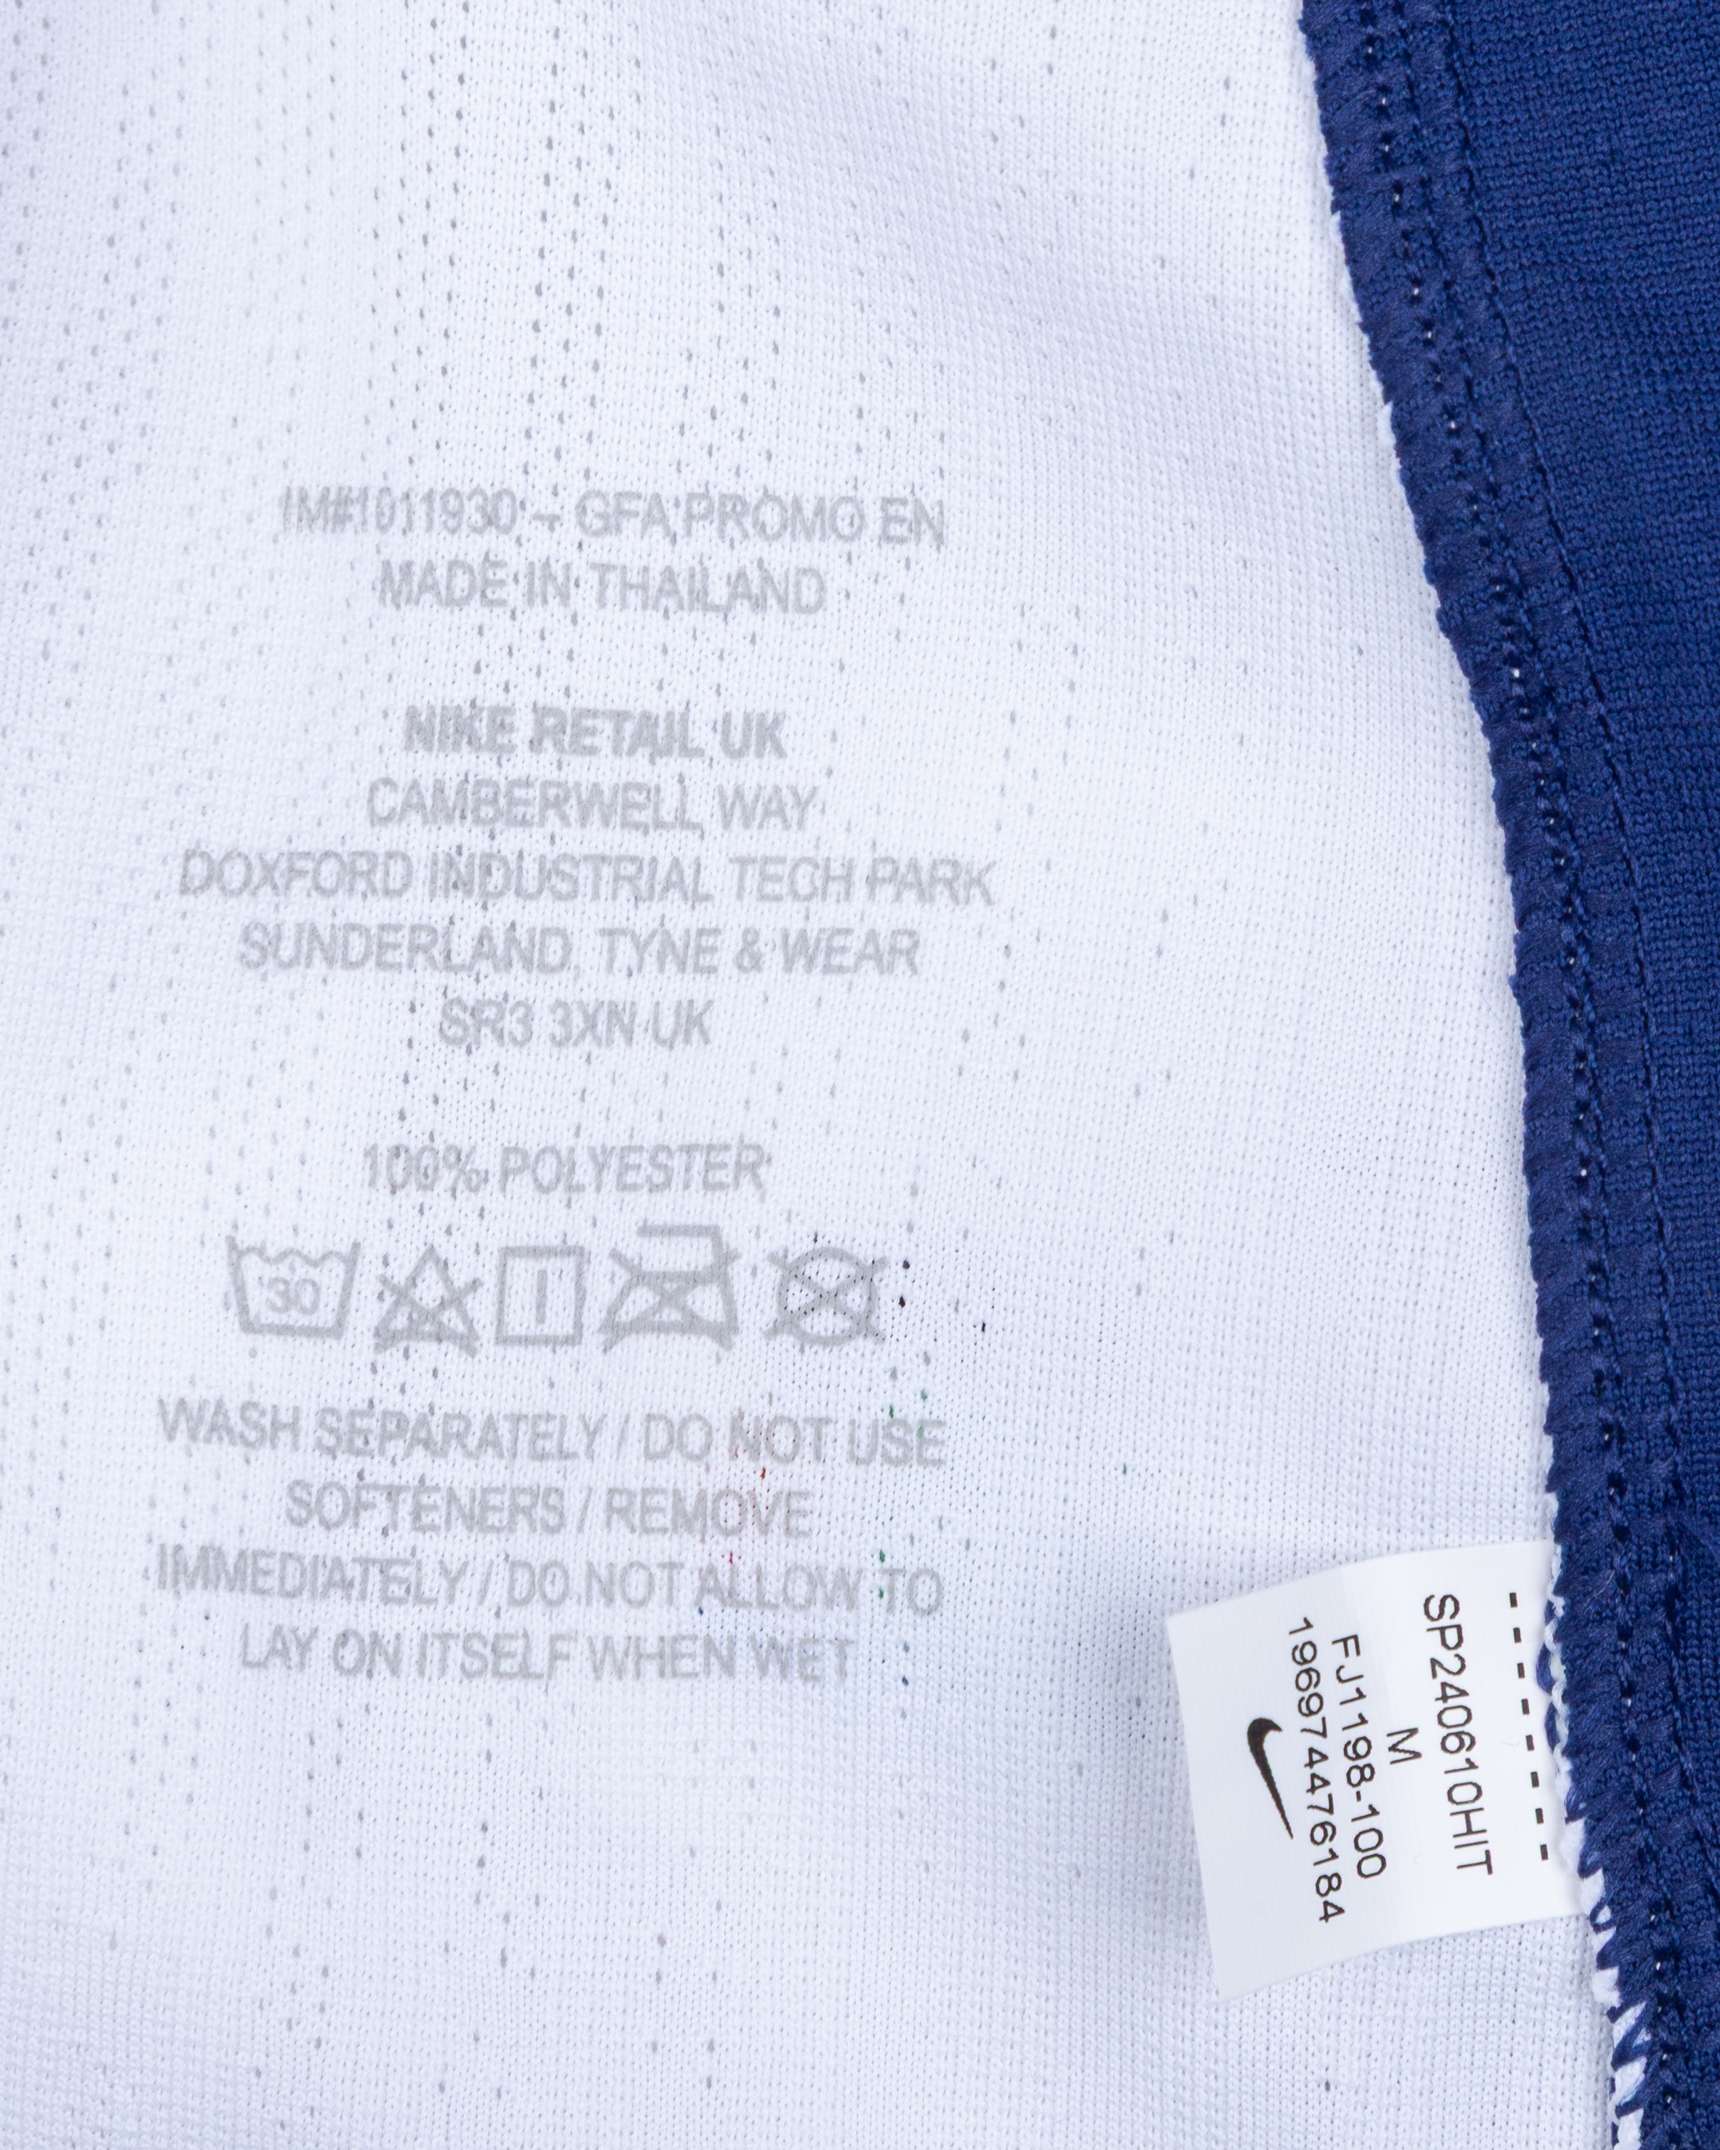 IM#1011930 - GFA PROMO EN
MADE IN THAILAND
NIKE RETAIL UK
CAMBERWELL WAY
DOXFORD INDUSTRIAL TECH PARK
SUNDERLAND, TYNE & WEAR
SR3 3XN UK
100% POLYESTER
30
WASH SEPARATELY / DO NOT USE
SOFTENERS / REMOVE
IMMEDIATELY / DO NOT ALLOW TO
LAY ON ITSELF WHEN WET
SP240610HIT
M
FJ1198-100
196974476184